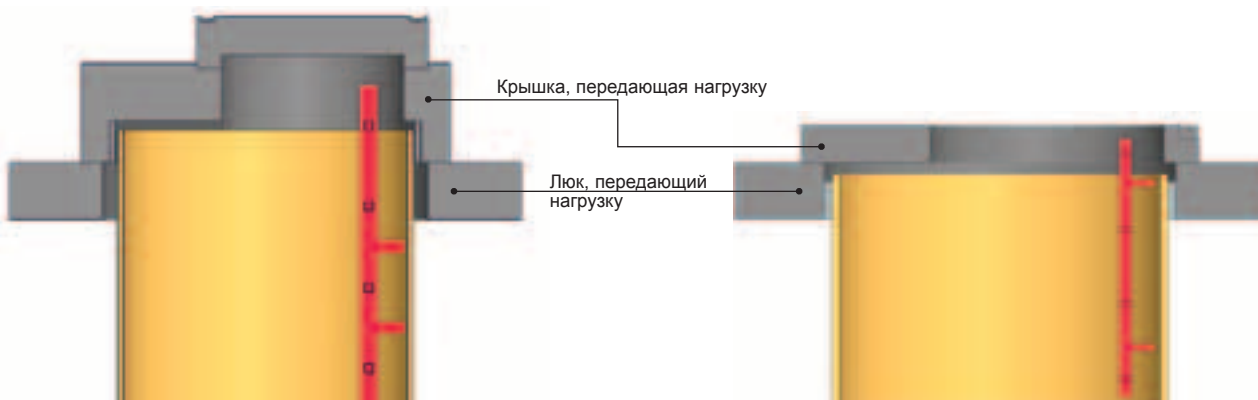 Крышка, передающая нагрузку
Люк, передающий
нагрузку